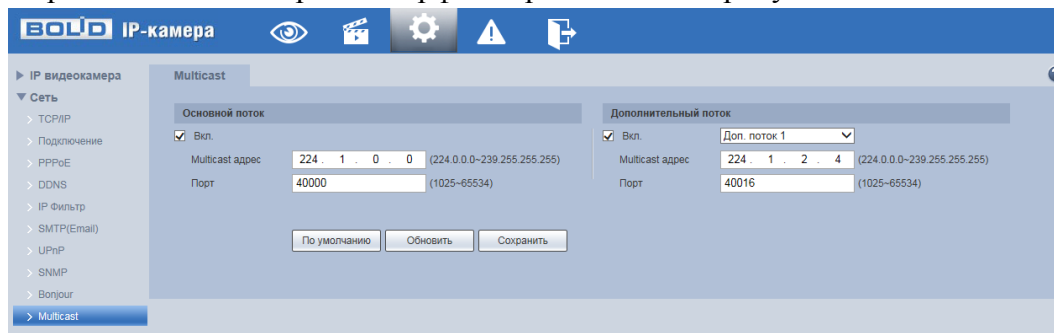 BOLID IP-камера
IP видеокамера
Сеть
TCP/IP
Подключение
PPPoE
DDNS
IP Фильтр
SMTP(Email)
UPnP
SNMP
Bonjour
Multicast
Multicast
Основной поток
Вкл.
Multicast адрес 224 . 1 . 0 . 0 (224.0.0.0~239.255.255.255)
Порт 40000 (1025~65534)
По умолчанию Обновить Сохранить
Дополнительный поток
Вкл. Доп. поток 1
Multicast адрес 224 . 1 . 2 . 4 (224.0.0.0~239.255.255.255)
Порт 40016 (1025~65534)